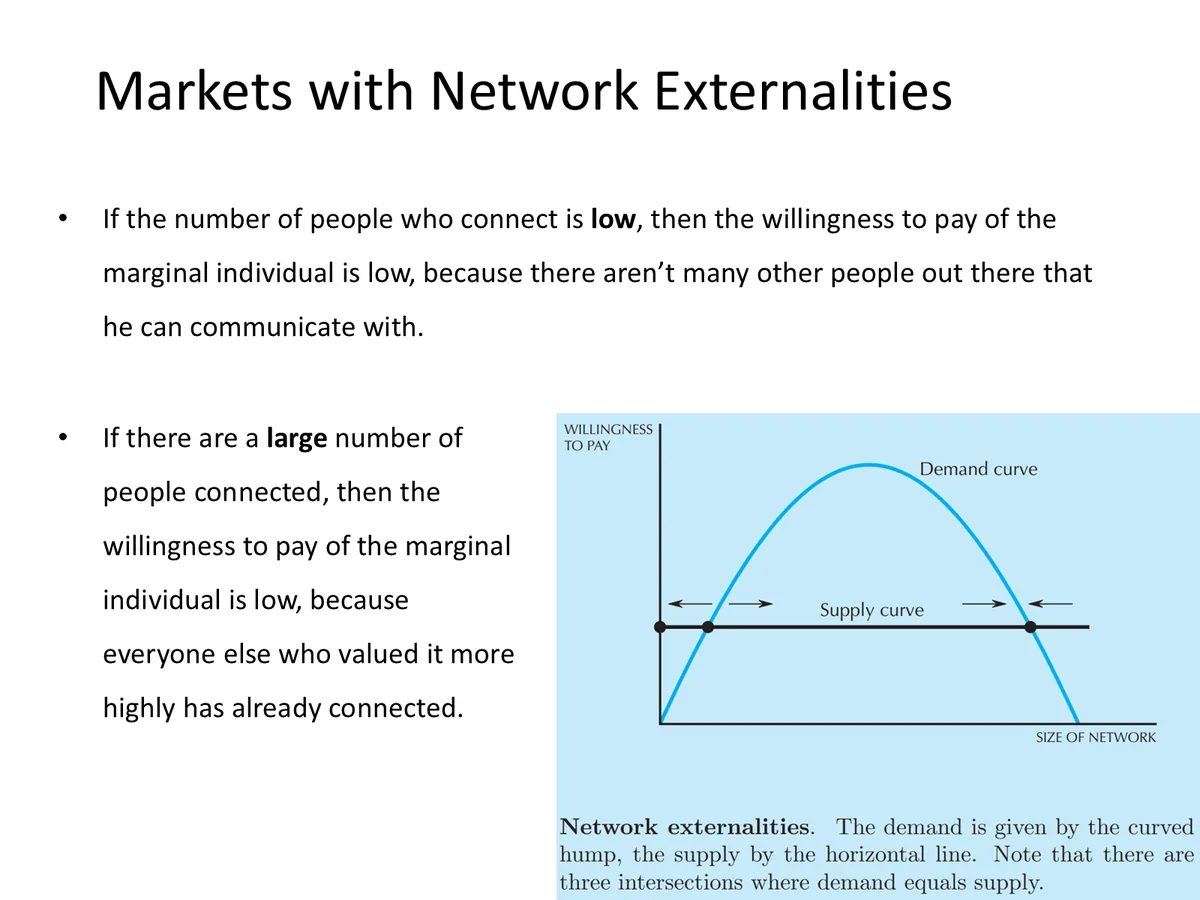 Markets with Network Externalities
• If the number of people who connect is low, then the willingness to pay of the
marginal individual is low, because there aren’t many other people out there that
he can communicate with.
• If there are a large number of
people connected, then the
willingness to pay of the marginal
individual is low, because
everyone else who valued it more
highly has already connected.
WILLINGNESS
TO PAY
Demand curve
Supply curve
SIZE OF NETWORK
Network externalities. The demand is given by the curved
hump, the supply by the horizontal line. Note that there are
three intersections where demand equals supply.